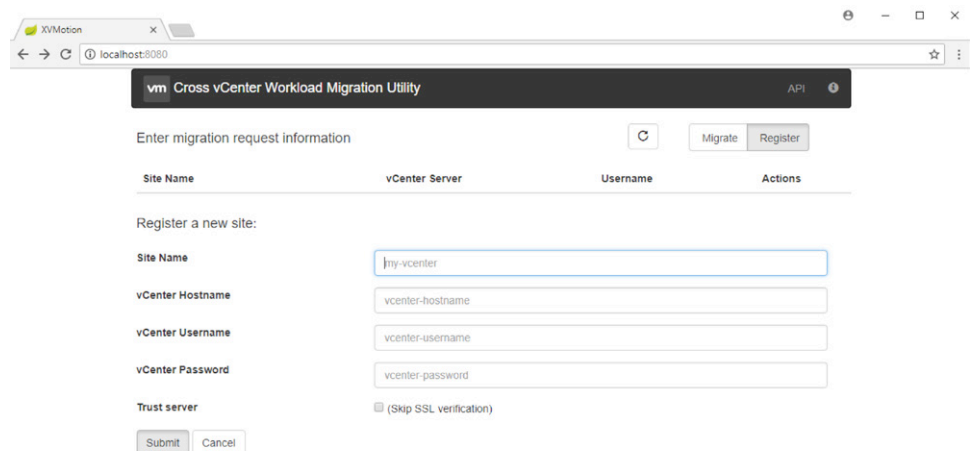 XVMotion
localhost:8080
vm Cross vCenter Workload Migration Utility API
Enter migration request information Migrate Register
Site Name vCenter Server Username Actions
Register a new site:
Site Name my-vcenter
vCenter Hostname vcenter-hostname
vCenter Username vcenter-username
vCenter Password vcenter-password
Trust server (Skip SSL verification)
Submit Cancel